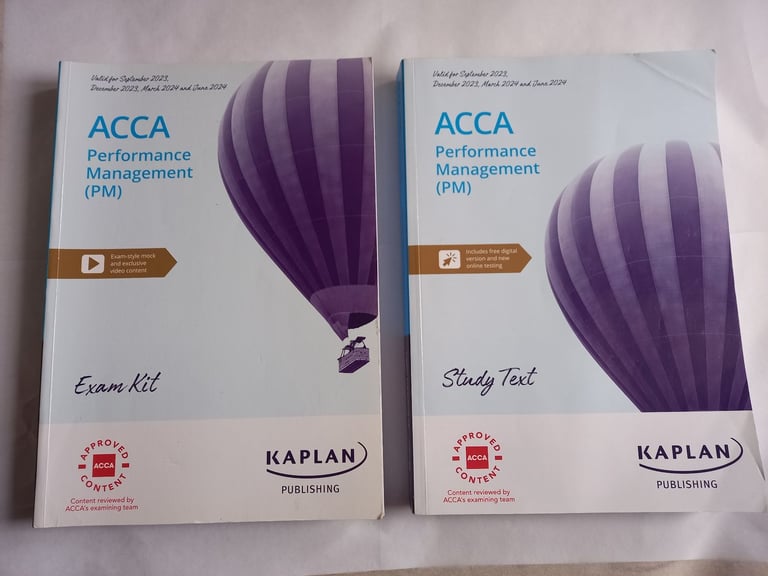 Valid for September 2023,
December 2023, March 2024 and June 2024
ACCA
Performance
Management
(PM)
Exam-style mock
and exclusive
video content
Exam Kit
APPROVED
ACCA
CONTENT
Content reviewed by
ACCA's examining team
KAPLAN
PUBLISHING
Valid for September 2023,
December 2023, March 2024 and June 2024
ACCA
Performance
Management
(PM)
Includes free digital
version and new
online testing
Study Text
APPROVED
ACCA
CONTENT
Content reviewed by
ACCA's examining team
KAPLAN
PUBLISHING